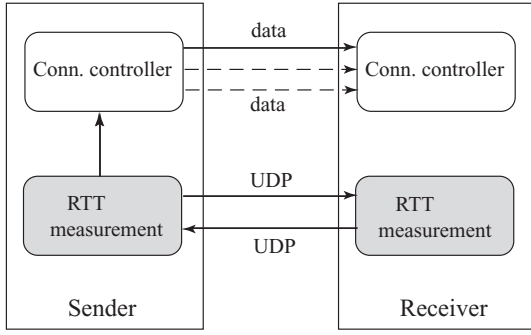 data
Conn. controller
Conn. controller
data
UDP
RTT
measurement
RTT
measurement
UDP
Sender
Receiver